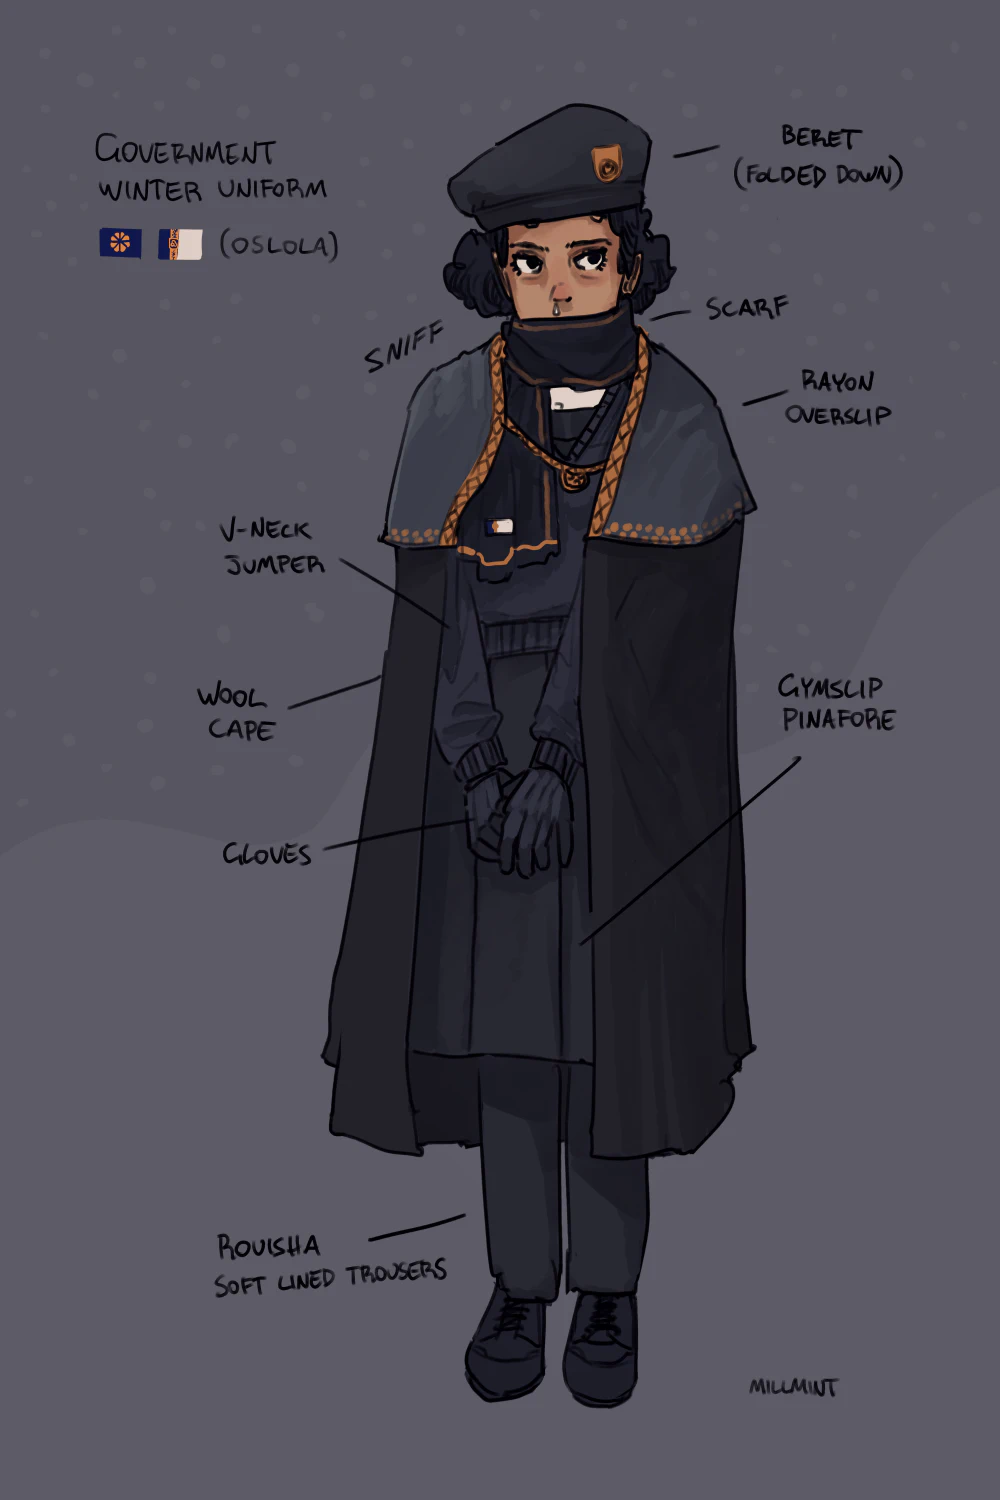 GOVERNMENT
WINTER UNIFORM
(OSLOLA)
BERET
(FOLDED DOWN)
SNIFF
SCARF
RAYON
OVERSLIP
V-NECK
JUMPER
WOOL
CAPE
GYMSLIP
PINAFORE
GLOVES
ROUISHA
SOFT LINED TROUSERS
MILLMINT